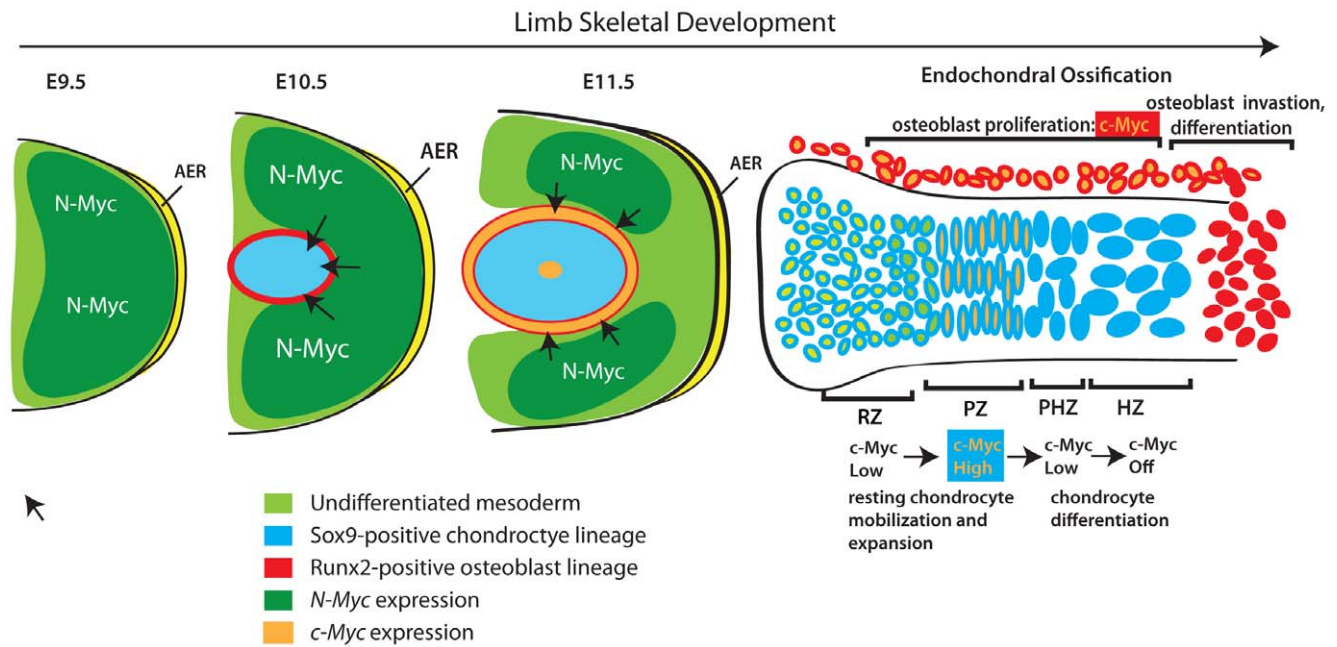 Limb Skeletal Development
E9.5
E10.5
E11.5
Endochondral Ossification
osteoblast proliferation: c-Myc
osteoblast invasion,
differentiation
N-Myc
N-Myc
AER
N-Myc
N-Myc
AER
N-Myc
N-Myc
AER
RZ
PZ
PHZ
HZ
c-Myc
Low
c-Myc
High
c-Myc
Low
c-Myc
Off
resting chondrocyte
mobilization and
expansion
chondrocyte
differentiation
Undifferentiated mesoderm
Sox9-positive chondroctye lineage
Runx2-positive osteoblast lineage
N-Myc expression
c-Myc expression